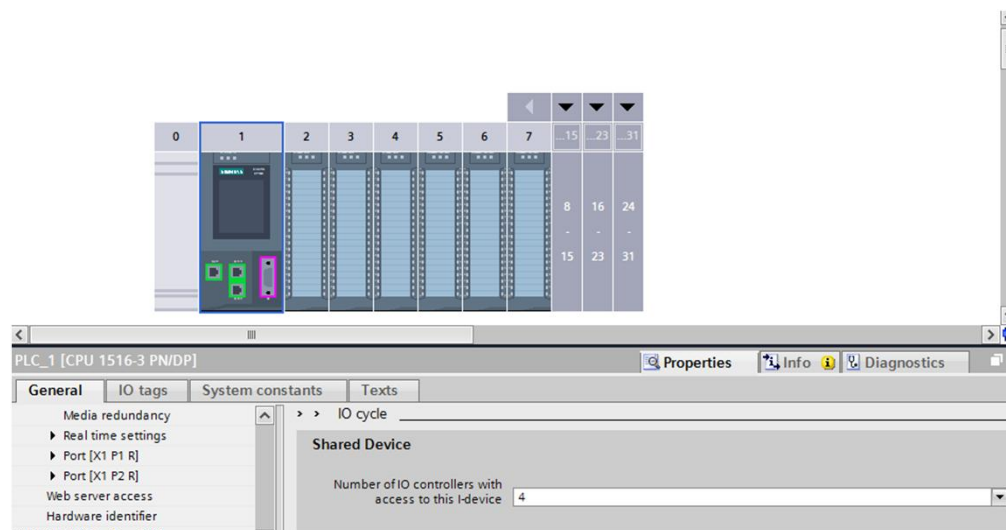 0 1 2 3 4 5 6 7 ...15 ...23 ...31
8 16 24
- - -
15 23 31
PLC_1 [CPU 1516-3 PN/DP]
Properties Info Diagnostics
General IO tags System constants Texts
Media redundancy
Real time settings
Port [X1 P1 R]
Port [X1 P2 R]
Web server access
Hardware identifier
> > IO cycle
Shared Device
Number of IO controllers with
access to this I-device 4